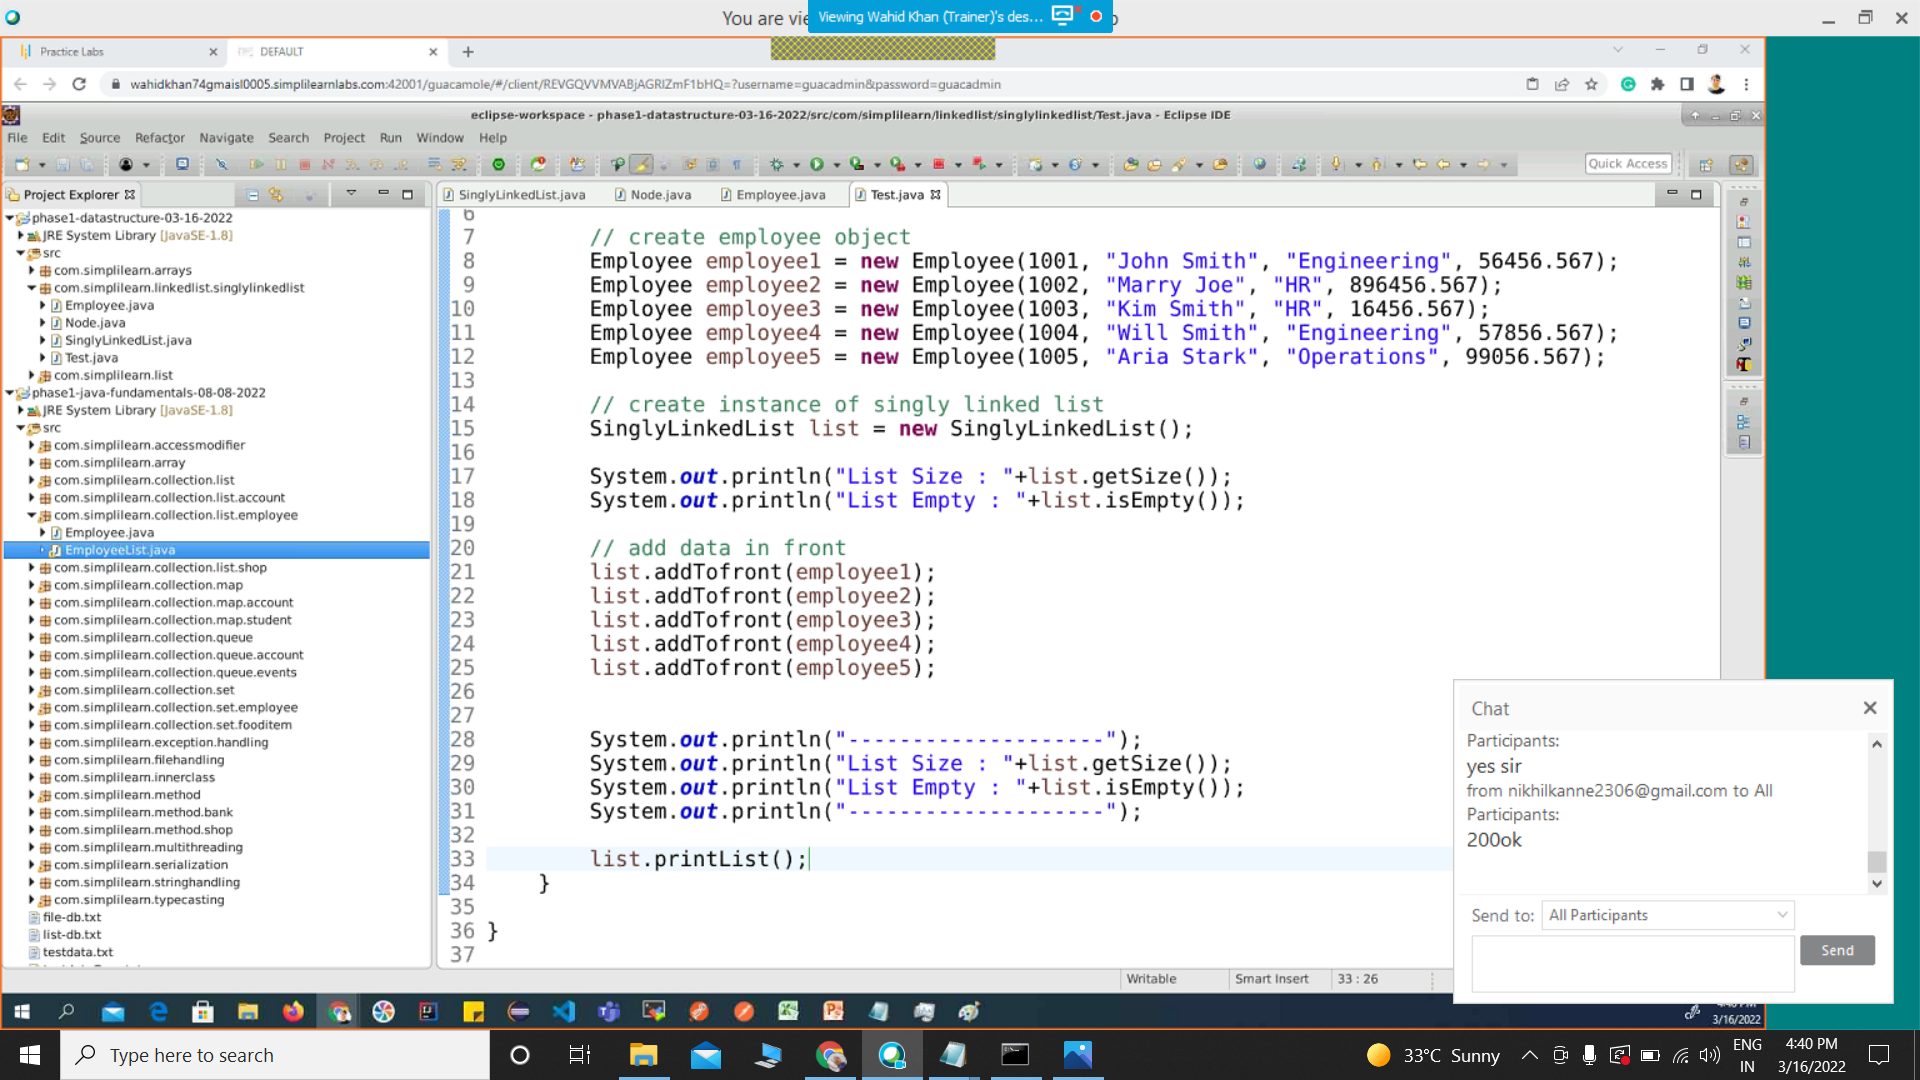 You are vie
Viewing Wahid Khan (Trainer)'s des...
Practice Labs
DEFAULT
wahidkhan74gmaisl0005.simplilearnlabs.com:42001/guacamole/#/client/REVGQVVMVABjAGRlZmF1bHQ=?username=guacadmin&password=guacadmin
eclipse-workspace - phase1-datastructure-03-16-2022/src/com/simplilearn/linkedlist/singlylinkedlist/Test.java - Eclipse IDE
File Edit Source Refactor Navigate Search Project Run Window Help
Quick Access
Project Explorer
SinglyLinkedList.java Node.java Employee.java Test.java
phase1-datastructure-03-16-2022
JRE System Library [JavaSE-1.8]
src
com.simplilearn.arrays
com.simplilearn.linkedlist.singlylinkedlist
Employee.java
Node.java
SinglyLinkedList.java
Test.java
com.simplilearn.list
phase1-java-fundamentals-08-08-2022
JRE System Library [JavaSE-1.8]
src
com.simplilearn.accessmodifier
com.simplilearn.array
com.simplilearn.collection.list
com.simplilearn.collection.list.account
com.simplilearn.collection.list.employee
Employee.java
EmployeeList.java
com.simplilearn.collection.list.shop
com.simplilearn.collection.map
com.simplilearn.collection.map.account
com.simplilearn.collection.map.student
com.simplilearn.collection.queue
com.simplilearn.collection.queue.account
com.simplilearn.collection.queue.events
com.simplilearn.collection.set
com.simplilearn.collection.set.employee
com.simplilearn.collection.set.fooditem
com.simplilearn.exception.handling
com.simplilearn.filehandling
com.simplilearn.innerclass
com.simplilearn.method
com.simplilearn.method.bank
com.simplilearn.method.shop
com.simplilearn.multithreading
com.simplilearn.serialization
com.simplilearn.stringhandling
com.simplilearn.typecasting
file-db.txt
list-db.txt
testdata.txt
6
7 // create employee object
8 Employee employee1 = new Employee(1001, "John Smith", "Engineering", 56456.567);
9 Employee employee2 = new Employee(1002, "Marry Joe", "HR", 896456.567);
10 Employee employee3 = new Employee(1003, "Kim Smith", "HR", 16456.567);
11 Employee employee4 = new Employee(1004, "Will Smith", "Engineering", 57856.567);
12 Employee employee5 = new Employee(1005, "Aria Stark", "Operations", 99056.567);
13
14 // create instance of singly linked list
15 SinglyLinkedList list = new SinglyLinkedList();
16
17 System.out.println("List Size : "+list.getSize());
18 System.out.println("List Empty : "+list.isEmpty());
19
20 // add data in front
21 list.addTofront(employee1);
22 list.addTofront(employee2);
23 list.addTofront(employee3);
24 list.addTofront(employee4);
25 list.addTofront(employee5);
26
27
28 System.out.println("--------------------");
29 System.out.println("List Size : "+list.getSize());
30 System.out.println("List Empty : "+list.isEmpty());
31 System.out.println("--------------------");
32
33 list.printList();
34 }
35
36 }
37
Writable Smart Insert 33 : 26
Chat
Participants:
yes sir
from nikhilkanne2306@gmail.com to All
Participants:
200ok
Send to: All Participants
Send
3/16/2022
Type here to search
33°C Sunny
ENG
IN
4:40 PM
3/16/2022